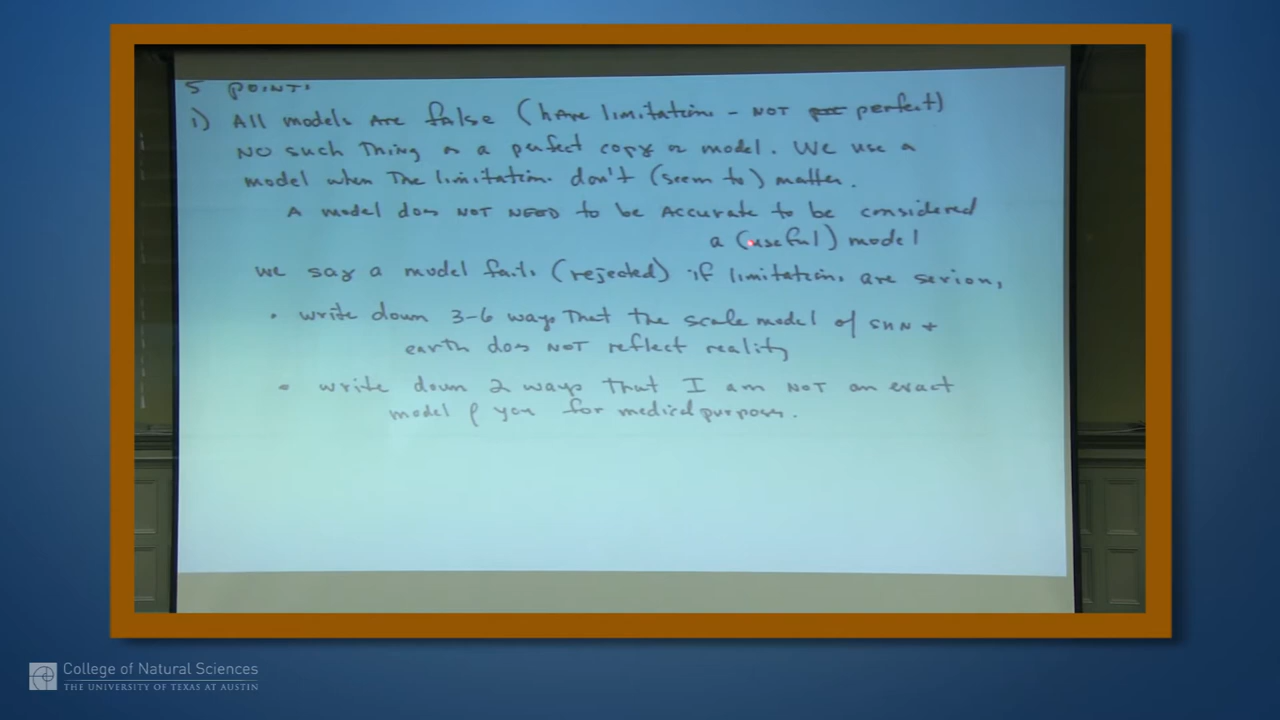 5 POINT:
1) All models are false (have limitations - NOT perfect)
NO such thing as a perfect copy or model. We use a
model when the limitations don't (seem to) matter.
A model does NOT NEED to be accurate to be considered
a (useful) model
we say a model fails (rejected) if limitations are serious,
• write down 3-6 ways that the scale model of sun +
earth does NOT reflect reality
• write down 2 ways that I am NOT an exact
model of you for medical purposes.
College of Natural Sciences
THE UNIVERSITY OF TEXAS AT AUSTIN